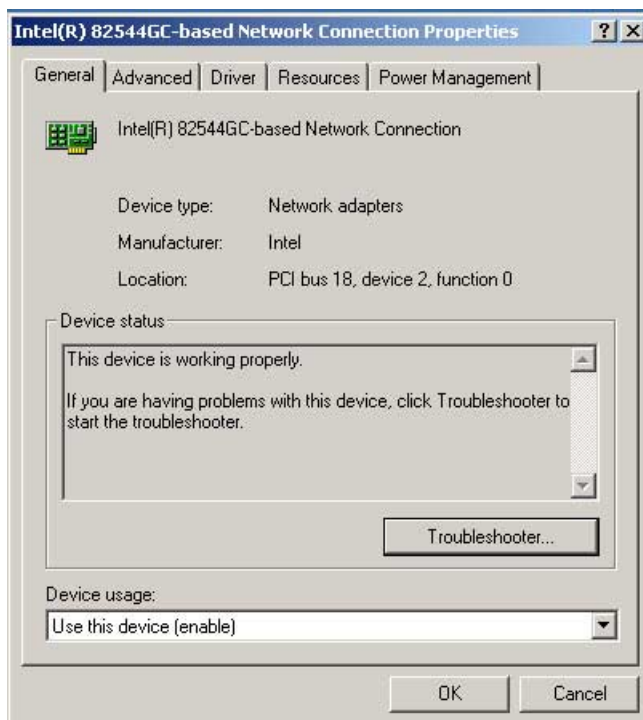 Intel(R) 82544GC-based Network Connection Properties
General Advanced Driver Resources Power Management
Intel(R) 82544GC-based Network Connection
Device type: Network adapters
Manufacturer: Intel
Location: PCI bus 18, device 2, function 0
Device status
This device is working properly.
If you are having problems with this device, click Troubleshooter to
start the troubleshooter.
Troubleshooter...
Device usage:
Use this device (enable)
OK Cancel